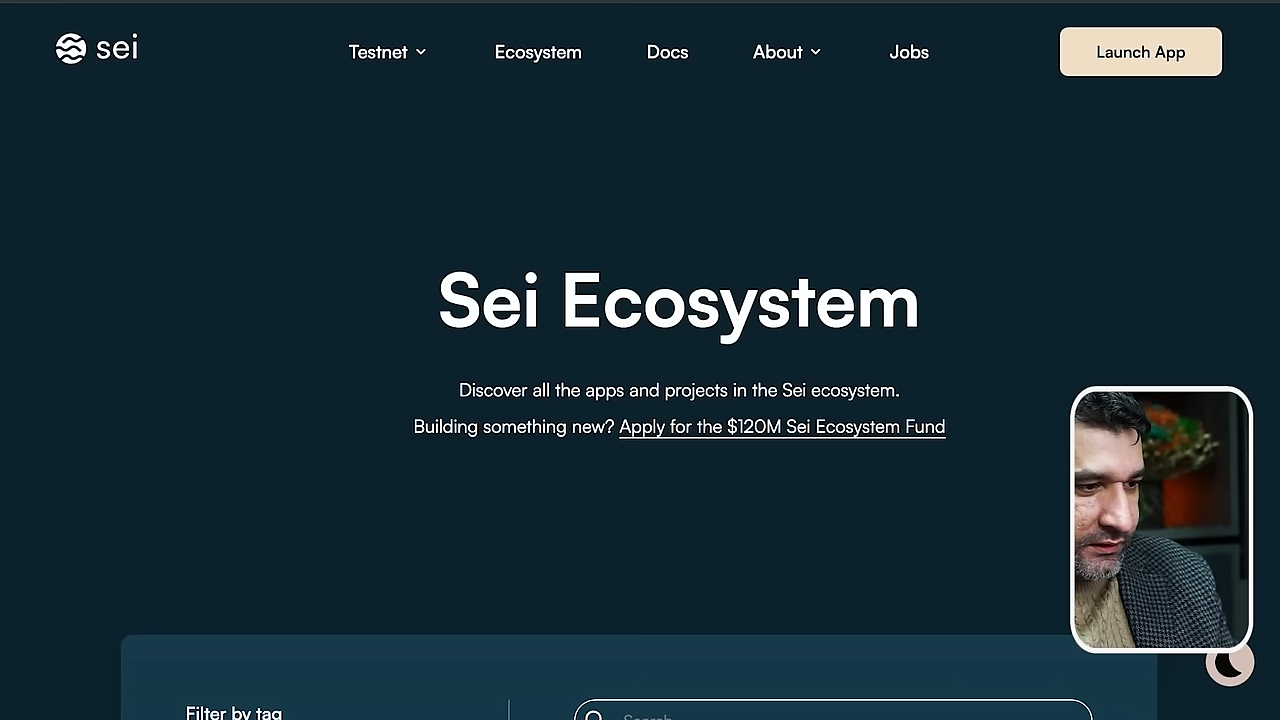 sei
Testnet
Ecosystem
Docs
About
Jobs
Launch App
Sei Ecosystem
Discover all the apps and projects in the Sei ecosystem.
Building something new? Apply for the $120M Sei Ecosystem Fund
Filter by tag
Search